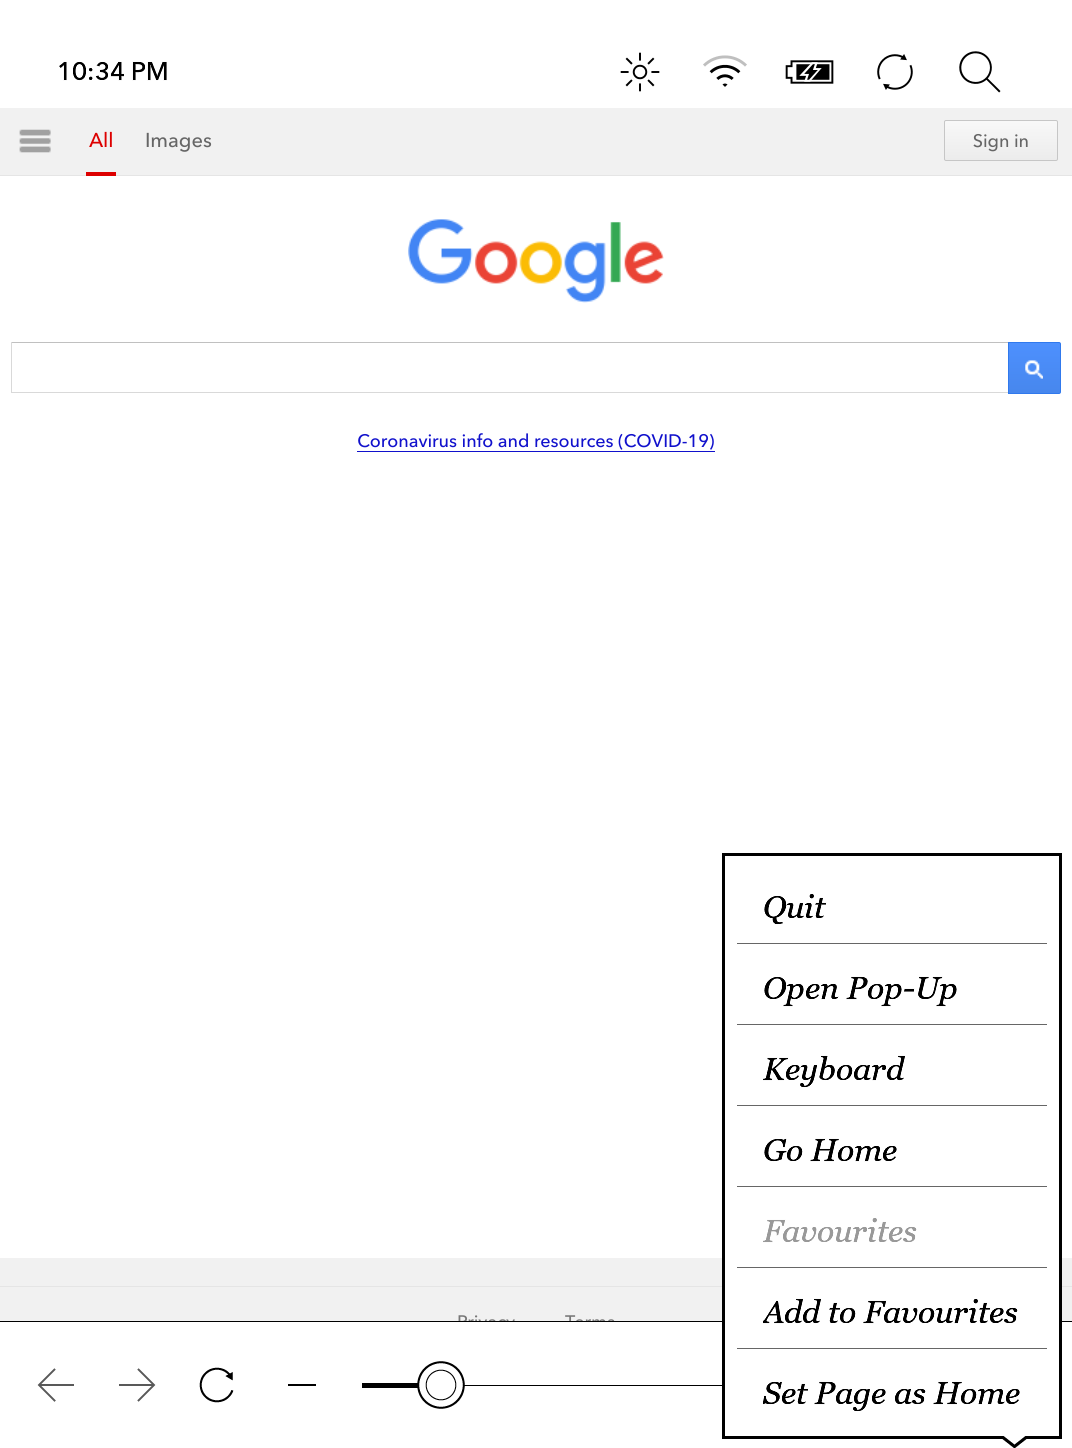 10:34 PM
All Images Sign in
Google
Coronavirus info and resources (COVID-19)
Quit
Open Pop-Up
Keyboard
Go Home
Favourites
Add to Favourites
Privacy Terms
Set Page as Home